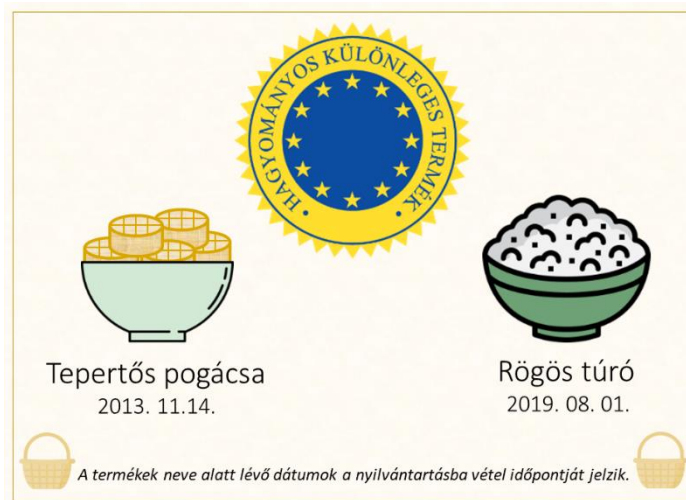 • HAGYOMÁNYOS KÜLÖNLEGES TERMÉK •
Tepertős pogácsa
2013. 11.14.
Rögös túró
2019. 08. 01.
A termékek neve alatt lévő dátumok a nyilvántartásba vétel időpontját jelzik.